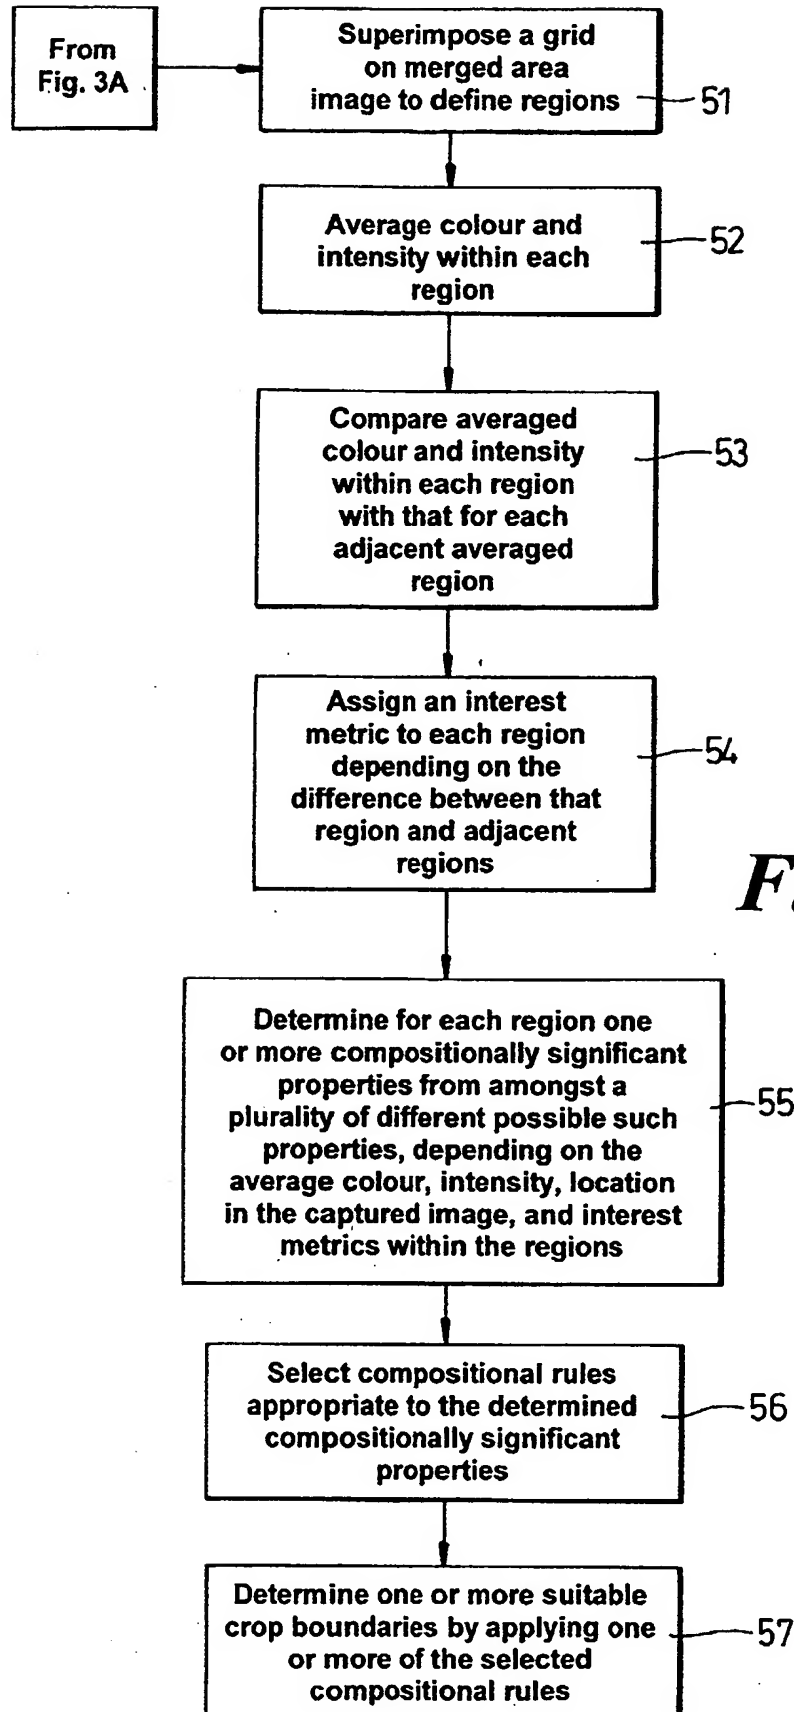 From
Fig. 3A
Superimpose a grid
on merged area
image to define regions
51
Average colour and
intensity within each
region
52
Compare averaged
colour and intensity
within each region
with that for each
adjacent averaged
region
53
Assign an interest
metric to each region
depending on the
difference between that
region and adjacent
regions
54
Determine for each region one
or more compositionally significant
properties from amongst a
plurality of different possible such
properties, depending on the
average colour, intensity, location
in the captured image, and interest
metrics within the regions
55
Select compositional rules
appropriate to the determined
compositionally significant
properties
56
Determine one or more suitable
crop boundaries by applying one
or more of the selected
compositional rules
57